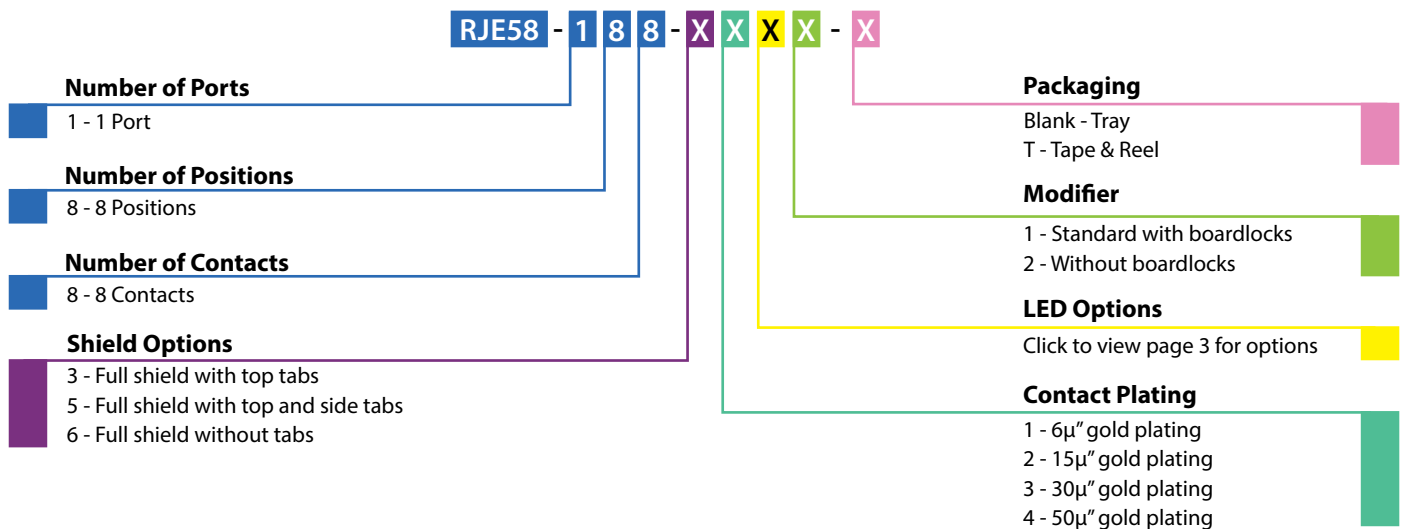 RJE58 - 1 8 8 - X X X X - X
Number of Ports
1 - 1 Port
Number of Positions
8 - 8 Positions
Number of Contacts
8 - 8 Contacts
Shield Options
3 - Full shield with top tabs
5 - Full shield with top and side tabs
6 - Full shield without tabs
Packaging
Blank - Tray
T - Tape & Reel
Modifier
1 - Standard with boardlocks
2 - Without boardlocks
LED Options
Click to view page 3 for options
Contact Plating
1 - 6µ” gold plating
2 - 15µ” gold plating
3 - 30µ” gold plating
4 - 50µ” gold plating